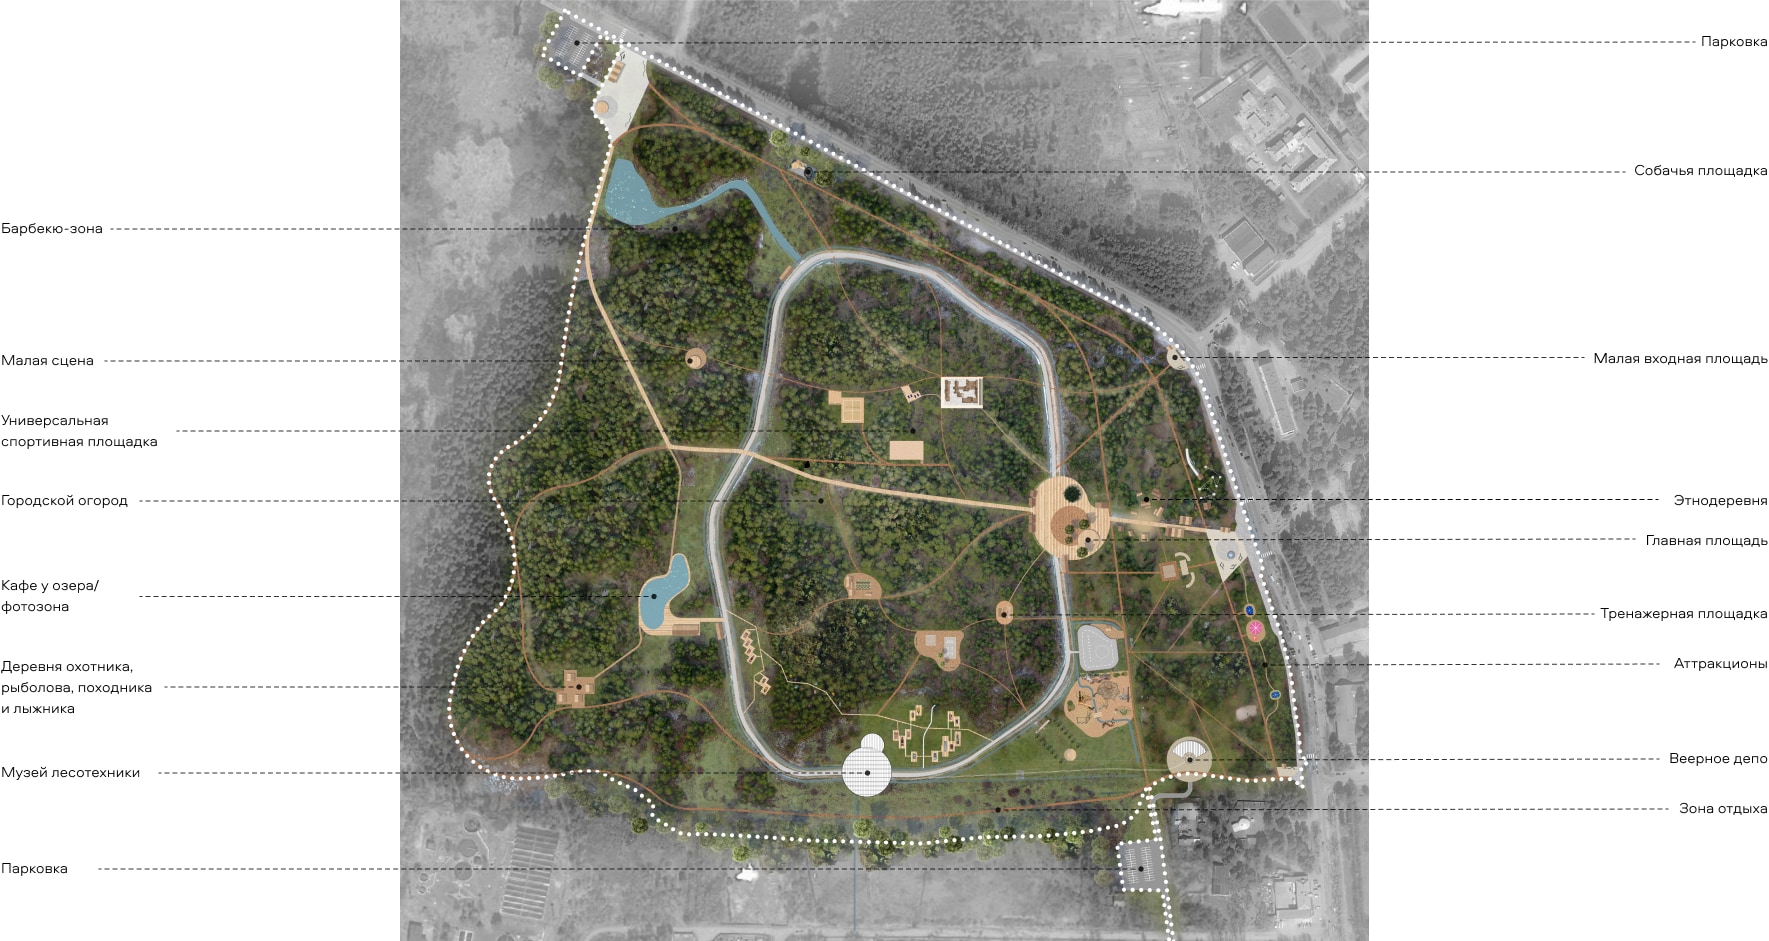 Парковка
Собачья площадка
Барбекю-зона
Малая входная площадь
Малая сцена
Универсальная
спортивная площадка
Городской огород
Этнодеревня
Главная площадь
Кафе у озера/
фотозона
Тренажерная площадка
Аттракционы
Деревня охотника,
рыболова, походника
и лыжника
Веерное депо
Музей лесотехники
Зона отдыха
Парковка